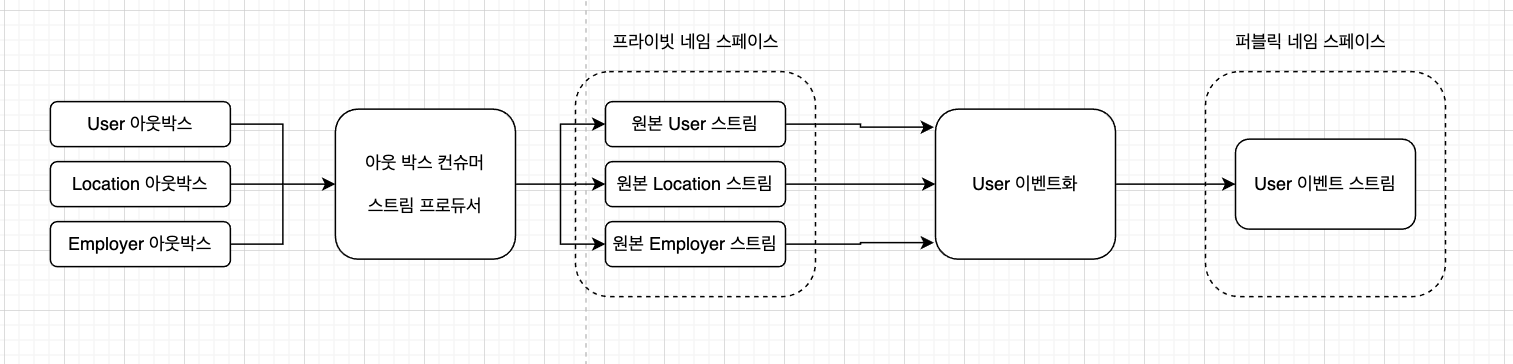 프라이빗 네임 스페이스
퍼블릭 네임 스페이스
User 아웃박스
Location 아웃박스
Employer 아웃박스
아웃 박스 컨슈머
스트림 프로듀서
원본 User 스트림
원본 Location 스트림
원본 Employer 스트림
User 이벤트화
User 이벤트 스트림